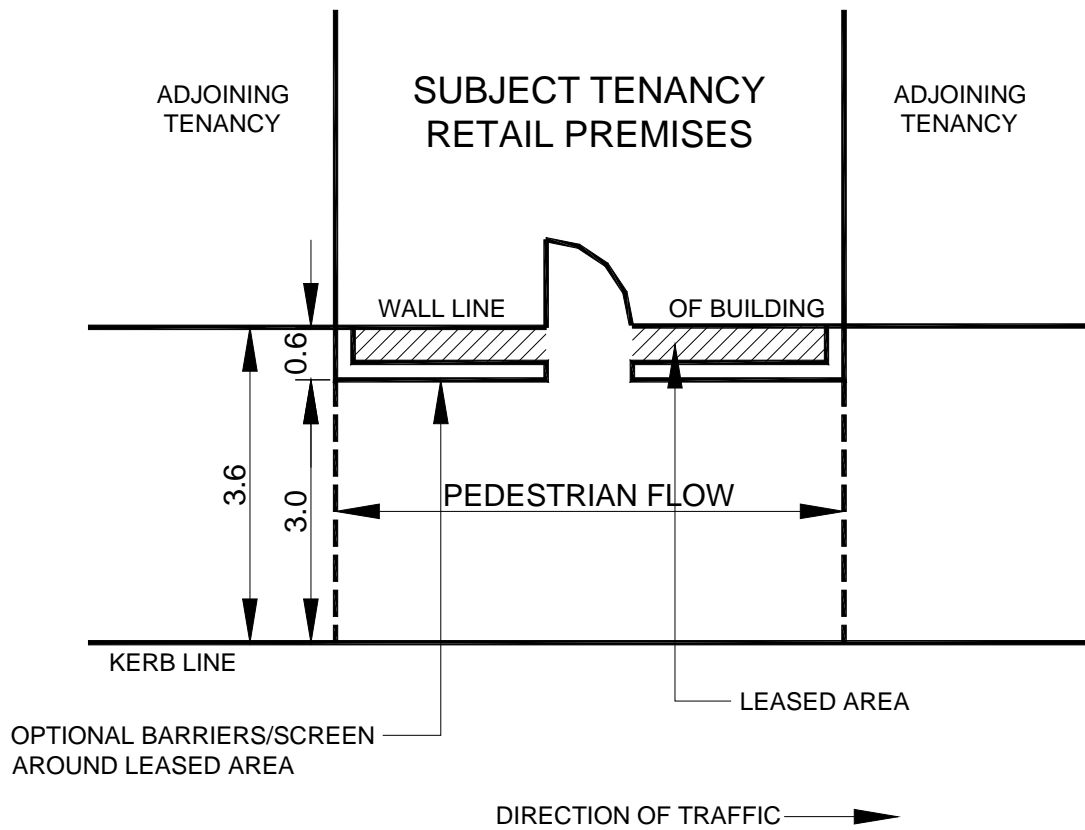 SUBJECT TENANCY
RETAIL PREMISES
ADJOINING
TENANCY
ADJOINING
TENANCY
WALL LINE
OF BUILDING
0.6
3.6
3.0
PEDESTRIAN FLOW
KERB LINE
LEASED AREA
OPTIONAL BARRIERS/SCREEN
AROUND LEASED AREA
DIRECTION OF TRAFFIC